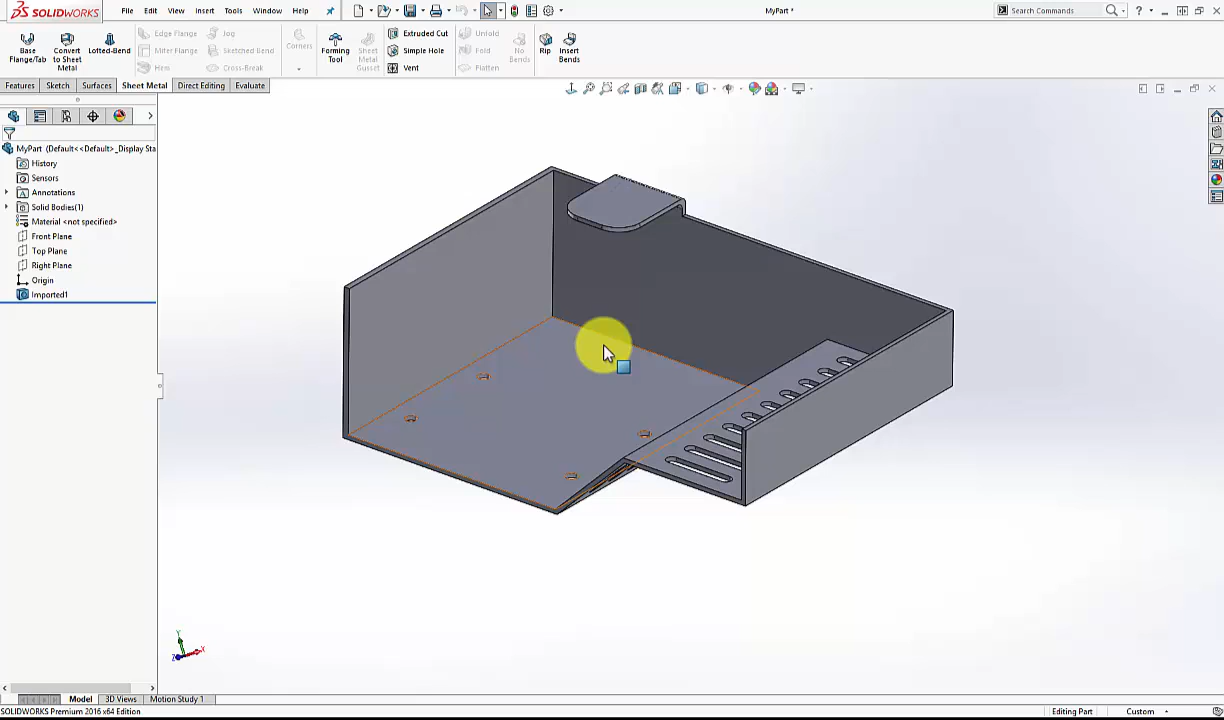 SOLIDWORKS File Edit View Insert Tools Window Help MyPart * Search Commands
Base Flange/Tab
Convert to Sheet Metal
Lofted-Bend
Edge Flange
Miter Flange
Hem
Jog
Sketched Bend
Cross-Break
Corners
Forming Tool
Sheet Metal Gusset
Extruded Cut
Simple Hole
Vent
Unfold
Fold
Flatten
No Bends
Rip
Insert Bends
Features Sketch Surfaces Sheet Metal Direct Editing Evaluate
MyPart (Default<<Default>_Display Sta
History
Sensors
Annotations
Solid Bodies(1)
Material <not specified>
Front Plane
Top Plane
Right Plane
Origin
Imported1
Y
X
Z
Model 3D Views Motion Study 1
SOLIDWORKS Premium 2016 x64 Edition Editing Part Custom